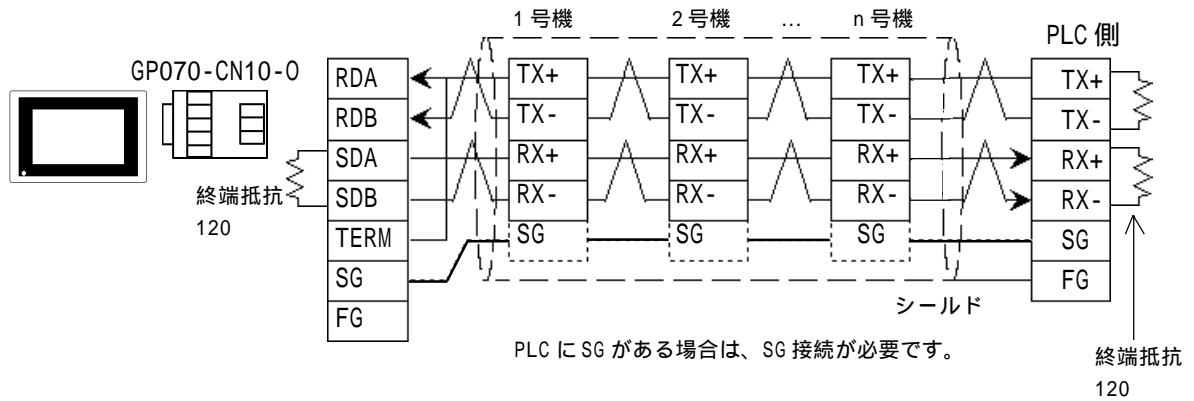 1号機 2号機 ... n号機
PLC 側
GP070-CN10-O
RDA TX+ TX+ TX+ TX+
RDB TX- TX- TX- TX-
SDA RX+ RX+ RX+ RX+
SDB RX- RX- RX- RX-
終端抵抗
120
TERM SG SG SG SG
SG FG
FG
シールド
PLC に SG がある場合は、SG 接続が必要です。
終端抵抗
120